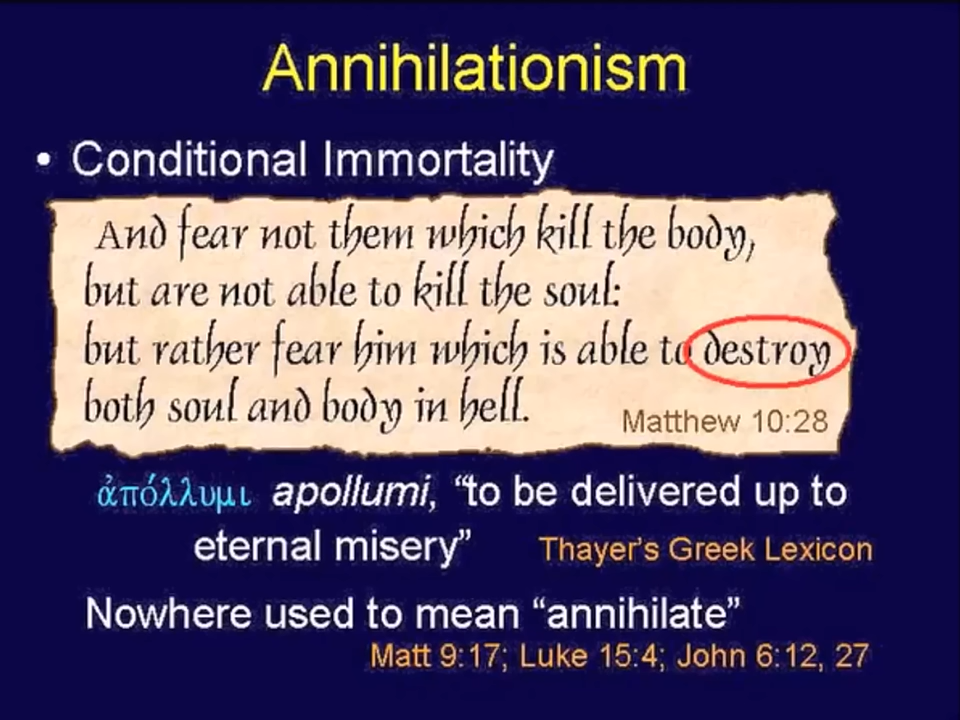 Annihilationism
• Conditional Immortality
And fear not them which kill the body,
but are not able to kill the soul:
but rather fear him which is able to destroy
both soul and body in hell.
Matthew 10:28
ἀπόλλυμι apollumi, “to be delivered up to
eternal misery” Thayer’s Greek Lexicon
Nowhere used to mean “annihilate”
Matt 9:17; Luke 15:4; John 6:12, 27